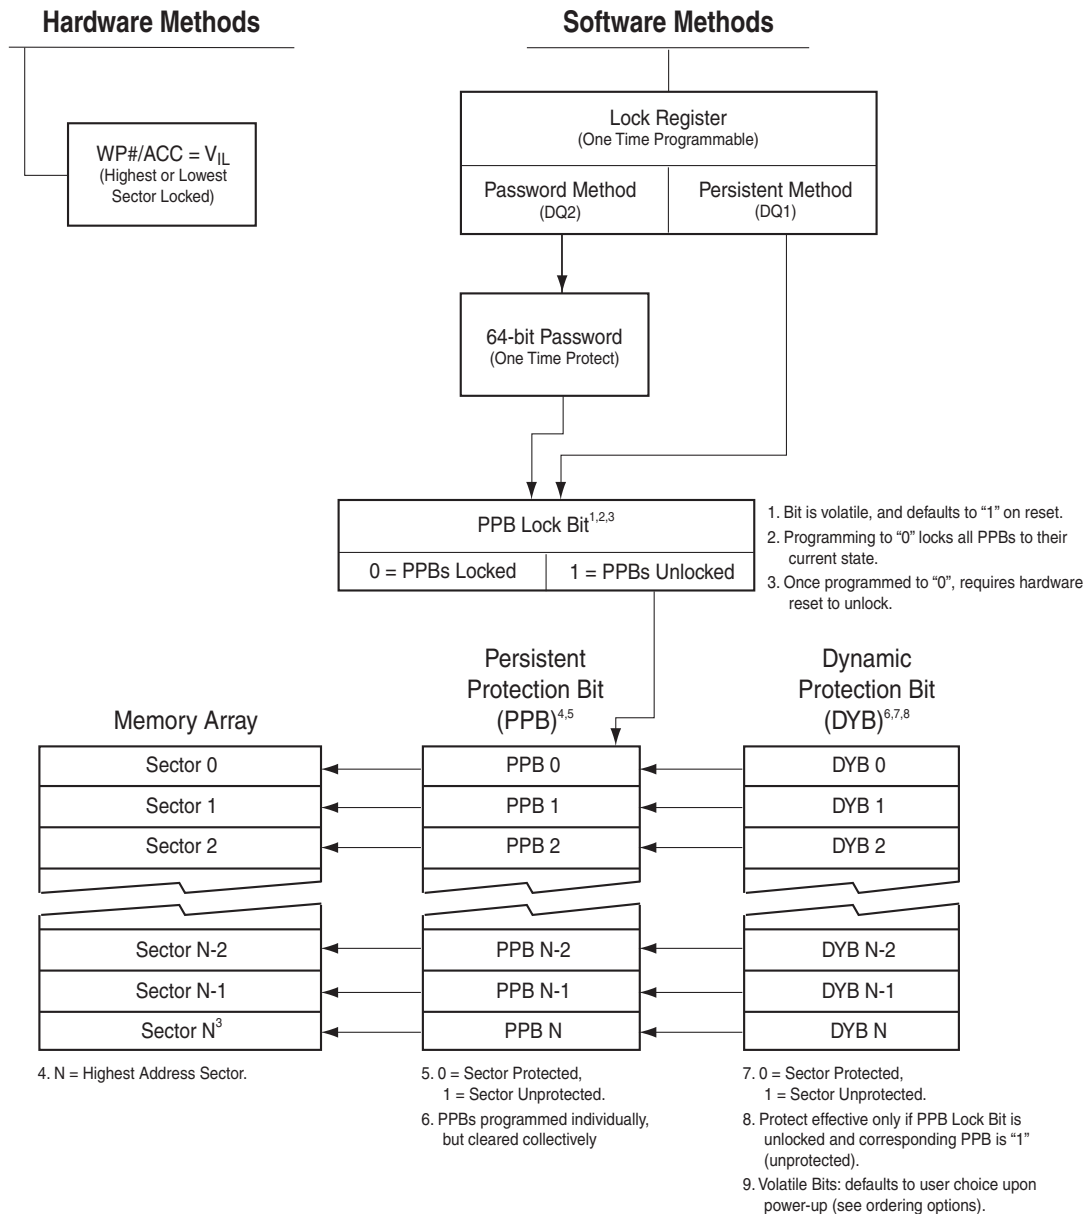 Hardware Methods
Software Methods
WP#/ACC = VIL
(Highest or Lowest
Sector Locked)
Lock Register
(One Time Programmable)
Password Method
(DQ2)
Persistent Method
(DQ1)
64-bit Password
(One Time Protect)
PPB Lock Bit1,2,3
0 = PPBs Locked
1 = PPBs Unlocked
1. Bit is volatile, and defaults to “1” on reset.
2. Programming to “0” locks all PPBs to their
current state.
3. Once programmed to “0”, requires hardware
reset to unlock.
Memory Array
Persistent
Protection Bit
(PPB)4,5
Dynamic
Protection Bit
(DYB)6,7,8
Sector 0
PPB 0
DYB 0
Sector 1
PPB 1
DYB 1
Sector 2
PPB 2
DYB 2
Sector N-2
PPB N-2
DYB N-2
Sector N-1
PPB N-1
DYB N-1
Sector N3
PPB N
DYB N
4. N = Highest Address Sector.
5. 0 = Sector Protected,
1 = Sector Unprotected.
6. PPBs programmed individually,
but cleared collectively
7. 0 = Sector Protected,
1 = Sector Unprotected.
8. Protect effective only if PPB Lock Bit is
unlocked and corresponding PPB is “1”
(unprotected).
9. Volatile Bits: defaults to user choice upon
power-up (see ordering options).